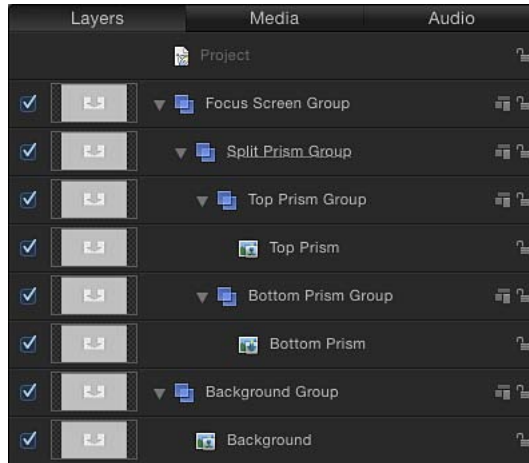 Layers Media Audio
Project
Focus Screen Group
Split Prism Group
Top Prism Group
Top Prism
Bottom Prism Group
Bottom Prism
Background Group
Background